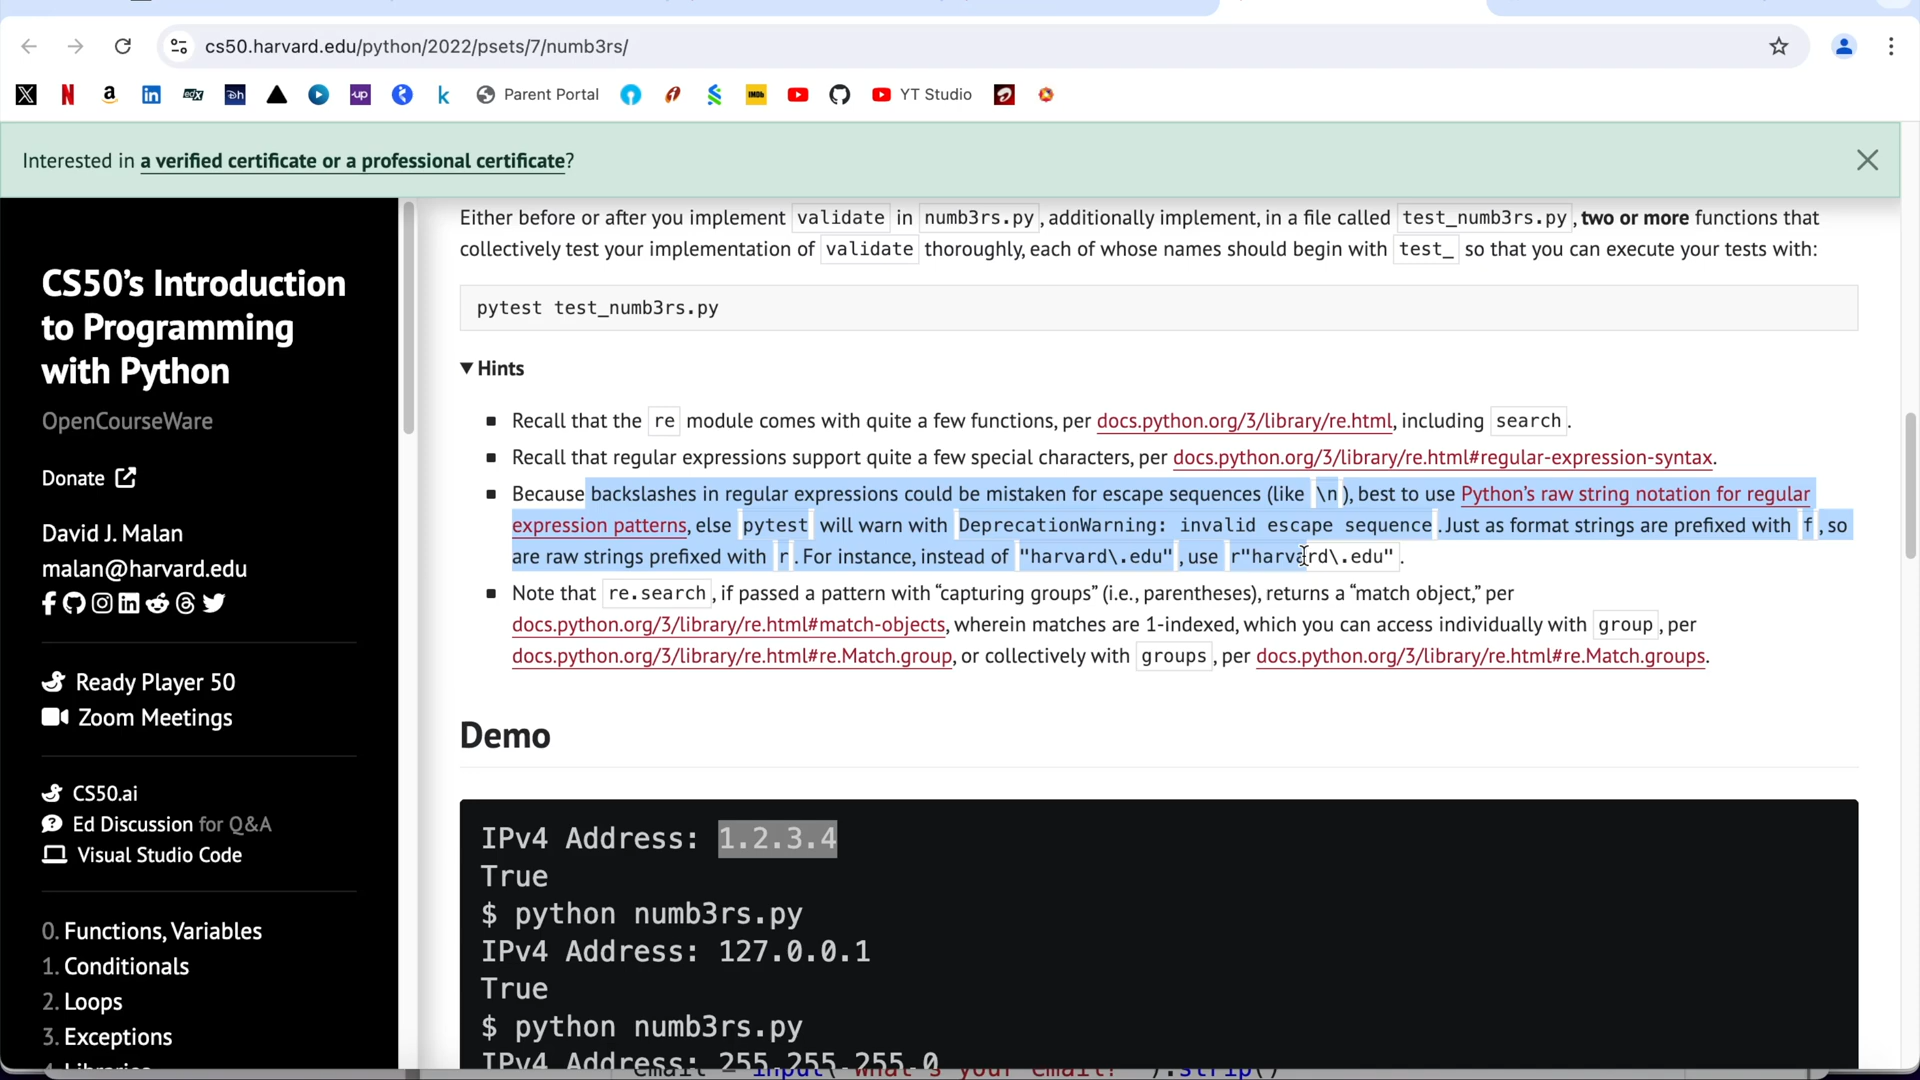 cs50.harvard.edu/python/2022/psets/7/numb3rs/
Parent Portal
YT Studio
Interested in a verified certificate or a professional certificate?
CS50's Introduction
to Programming
with Python
OpenCourseWare
Donate
David J. Malan
malan@harvard.edu
Ready Player 50
Zoom Meetings
CS50.ai
Ed Discussion for Q&A
Visual Studio Code
0. Functions, Variables
1. Conditionals
2. Loops
3. Exceptions
Either before or after you implement validate in numb3rs.py, additionally implement, in a file called test_numb3rs.py, two or more functions that
collectively test your implementation of validate thoroughly, each of whose names should begin with test_ so that you can execute your tests with:
pytest test_numb3rs.py
▼ Hints
Recall that the re module comes with quite a few functions, per docs.python.org/3/library/re.html, including search.
Recall that regular expressions support quite a few special characters, per docs.python.org/3/library/re.html#regular-expression-syntax.
Because backslashes in regular expressions could be mistaken for escape sequences (like \n), best to use Python's raw string notation for regular
expression patterns, else pytest will warn with DeprecationWarning: invalid escape sequence. Just as format strings are prefixed with f, so
are raw strings prefixed with r. For instance, instead of "harvard\.edu", use r"harvard\.edu".
Note that re.search, if passed a pattern with “capturing groups” (i.e., parentheses), returns a “match object,” per
docs.python.org/3/library/re.html#match-objects, wherein matches are 1-indexed, which you can access individually with group, per
docs.python.org/3/library/re.html#re.Match.group, or collectively with groups, per docs.python.org/3/library/re.html#re.Match.groups.
Demo
IPv4 Address: 1.2.3.4
True
$ python numb3rs.py
IPv4 Address: 127.0.0.1
True
$ python numb3rs.py
IPv4 Address: 255.255.255.0